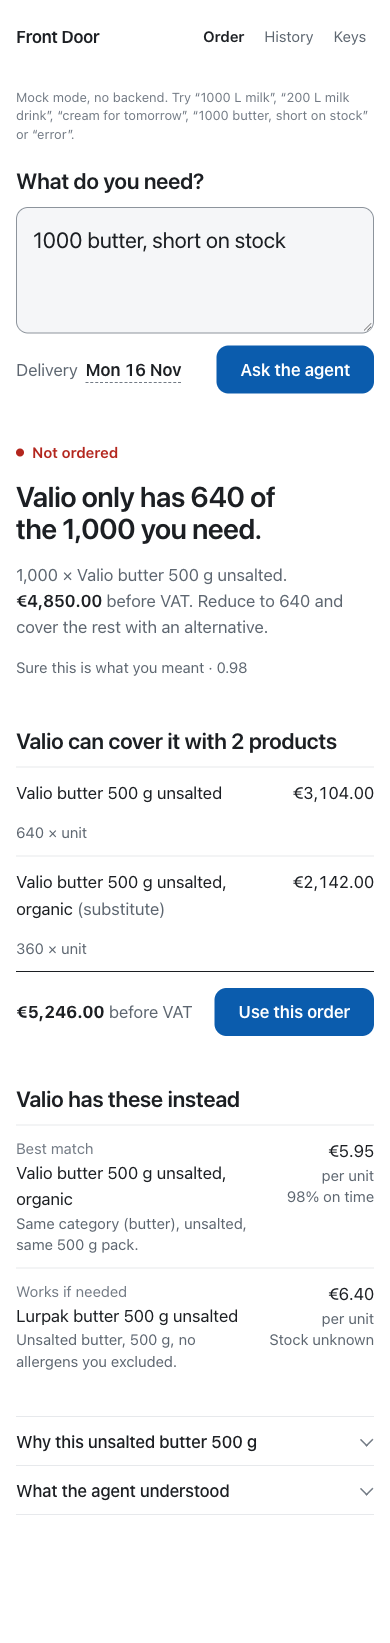 Front Door
Order
History
Keys
Mock mode, no backend. Try “1000 L milk”, “200 L milk
drink”, “cream for tomorrow”, “1000 butter, short on stock”
or “error”.
What do you need?
1000 butter, short on stock
Delivery Mon 16 Nov
Ask the agent
Not ordered
Valio only has 640 of
the 1,000 you need.
1,000 × Valio butter 500 g unsalted.
€4,850.00 before VAT. Reduce to 640 and
cover the rest with an alternative.
Sure this is what you meant · 0.98
Valio can cover it with 2 products
Valio butter 500 g unsalted
€3,104.00
640 × unit
Valio butter 500 g unsalted,
organic (substitute)
€2,142.00
360 × unit
€5,246.00 before VAT
Use this order
Valio has these instead
Best match
Valio butter 500 g unsalted,
organic
Same category (butter), unsalted,
same 500 g pack.
€5.95
per unit
98% on time
Works if needed
Lurpak butter 500 g unsalted
Unsalted butter, 500 g, no
allergens you excluded.
€6.40
per unit
Stock unknown
Why this unsalted butter 500 g
What the agent understood